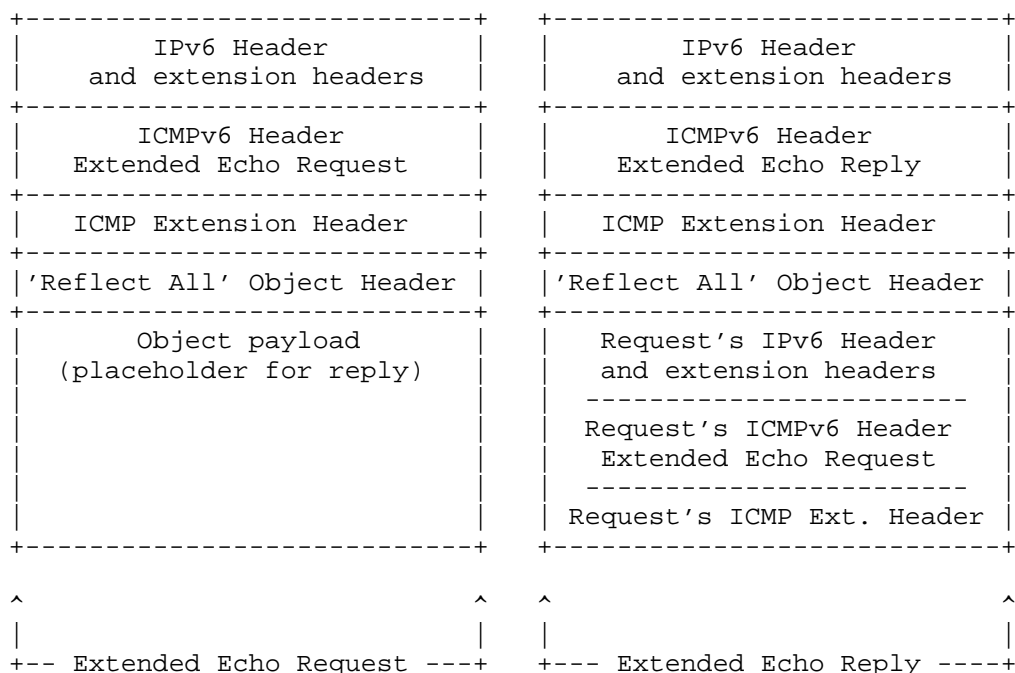 +----------------------------+   +----------------------------+
|        IPv6 Header         |   |        IPv6 Header         |
|    and extension headers   |   |    and extension headers   |
+----------------------------+   +----------------------------+
|       ICMPv6 Header        |   |       ICMPv6 Header        |
|   Extended Echo Request    |   |    Extended Echo Reply     |
+----------------------------+   +----------------------------+
|   ICMP Extension Header    |   |   ICMP Extension Header    |
+----------------------------+   +----------------------------+
|’Reflect All’ Object Header |   |’Reflect All’ Object Header |
+----------------------------+   +----------------------------+
|       Object payload       |   |   Request’s IPv6 Header    |
|  (placeholder for reply)   |   |   and extension headers    |
|                            |   |  ------------------------  |
|                            |   |  Request’s ICMPv6 Header   |
|                            |   |   Extended Echo Request    |
|                            |   |  ------------------------  |
|                            |   | Request’s ICMP Ext. Header |
+----------------------------+   +----------------------------+
^                            ^   ^                            ^
|                            |   |                            |
+-- Extended Echo Request ---+   +--- Extended Echo Reply ----+